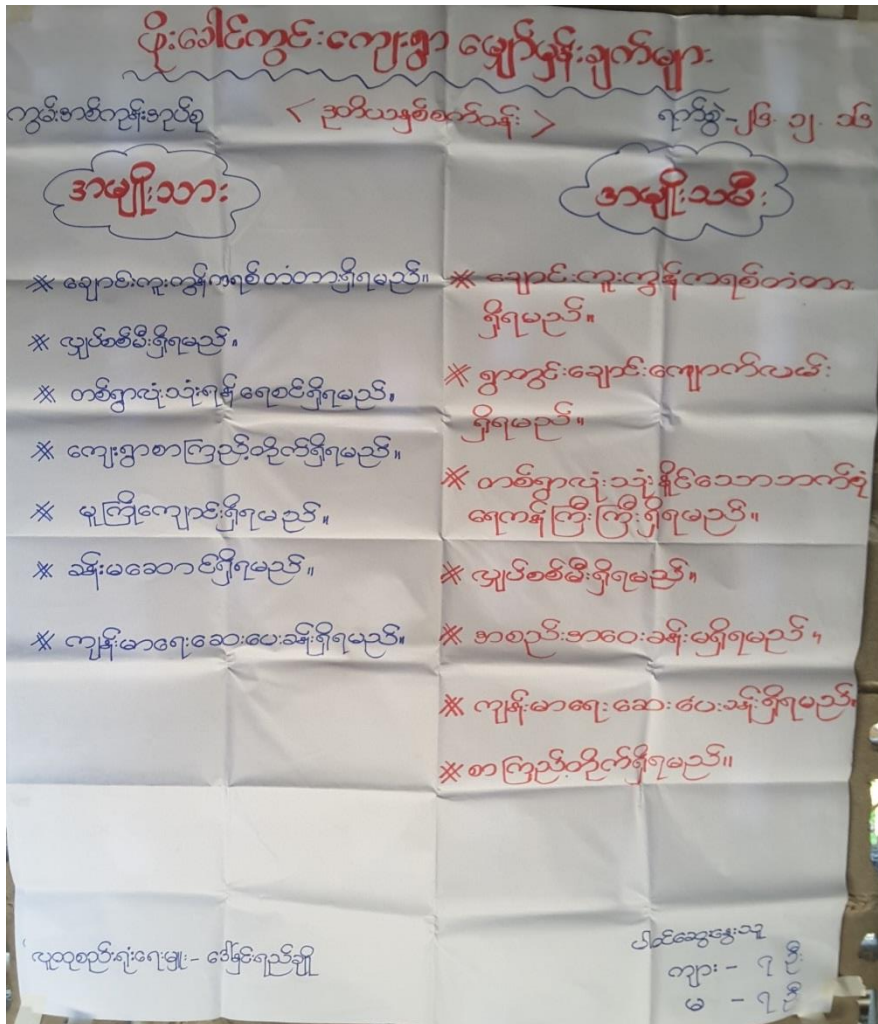 ပိုးခေါင်ကွင်းကျေးရွာ မျှော်မှန်းချက်များ
ကွမ်းတစ်ကုန်းအုပ်စု < ဒုတိယနှစ်စက်ဝန်း > ရက်စွဲ-၂၆.၁၂.၁၆
အမျိုးသား
※ ချောင်းကူးကွန်ကရစ်တံတားရှိရမည်။
※ လျှပ်စစ်မီးရှိရမည်။
※ တစ်ရွာလုံးသုံးရန်ရေစင်ရှိရမည်။
※ ကျေးရွာစာကြည့်တိုက်ရှိရမည်။
※ မူကြိုကျောင်းရှိရမည်။
※ ခန်းမဆောင်ရှိရမည်။
※ ကျန်းမာရေးဆေးပေးခန်းရှိရမည်။
အမျိုးသမီး
※ ချောင်းကူးကွန်ကရစ်တံတား
ရှိရမည်။
※ ရွာတွင်းချောင်းကျောက်လမ်း
ရှိရမည်။
※ တစ်ရွာလုံးသုံးနိူင်သောဘက်စုံ
ရေကန်ကြီးကြီးရှိရမည်။
※ လျှပ်စစ်မီးရှိရမည်။
※ အစည်းအဝေးခန်းမရှိရမည်။
※ ကျန်းမာရေးဆေးပေးခန်းရှိရမည်။
※ စာကြည့်တိုက်ရှိရမည်။
လူထုစည်းရုံးရေးမှူး- ဒေါ်ခြင်းရည်ချို
ပါဝင်ဆွေးနွေးသူ
ကျား - ၇ ဦး
မ - ၇ ဦး